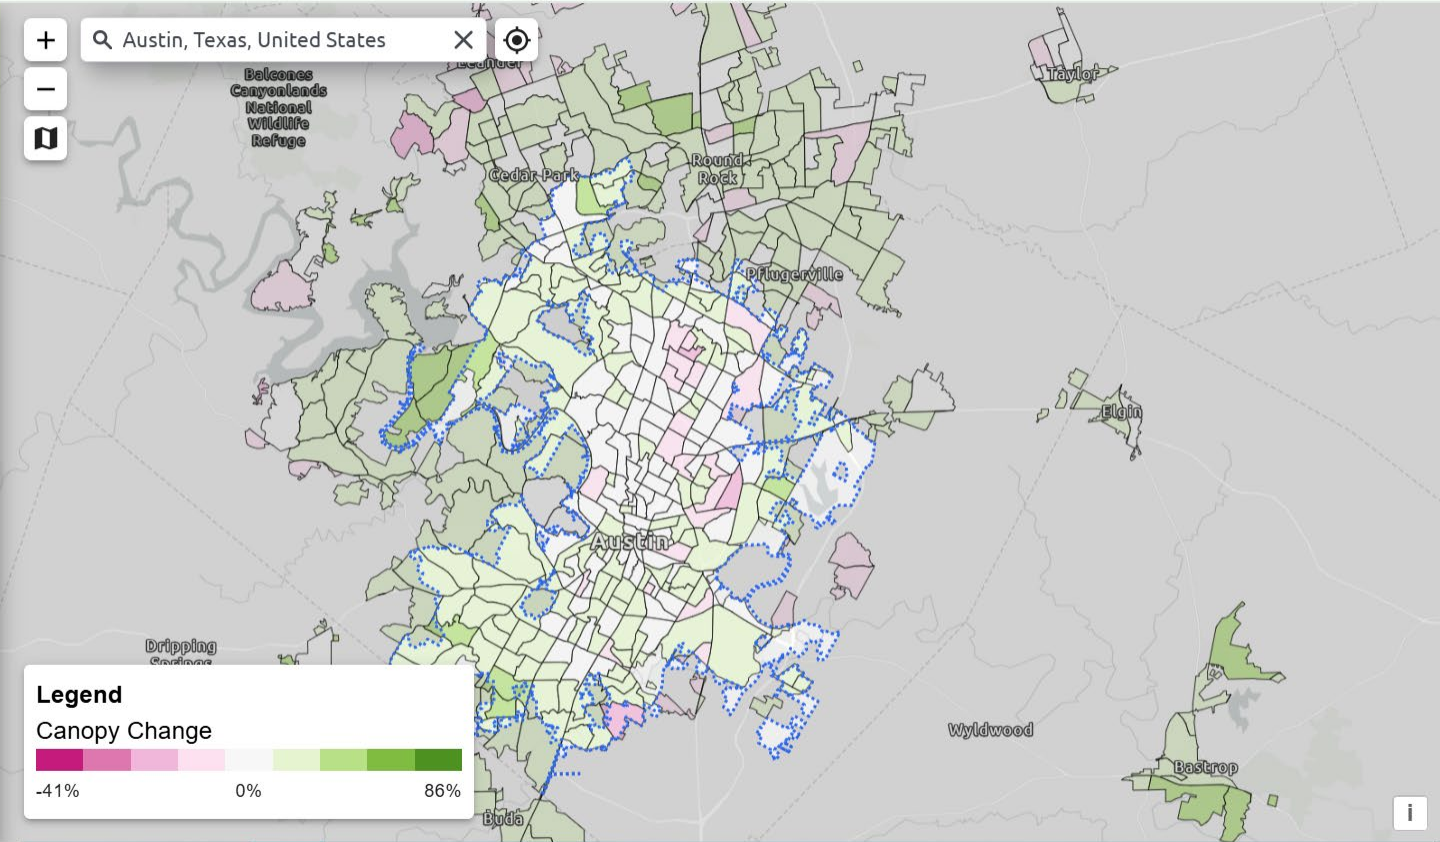 +
Austin, Texas, United States
−
Leander
Balcones
Canyonlands
National
Wildlife
Refuge
Taylor
Cedar Park
Round
Rock
Pflugerville
Elgin
Austin
Dripping
Springs
Legend
Canopy Change
-41%
0%
86%
Wyldwood
Bastrop
Buda
i